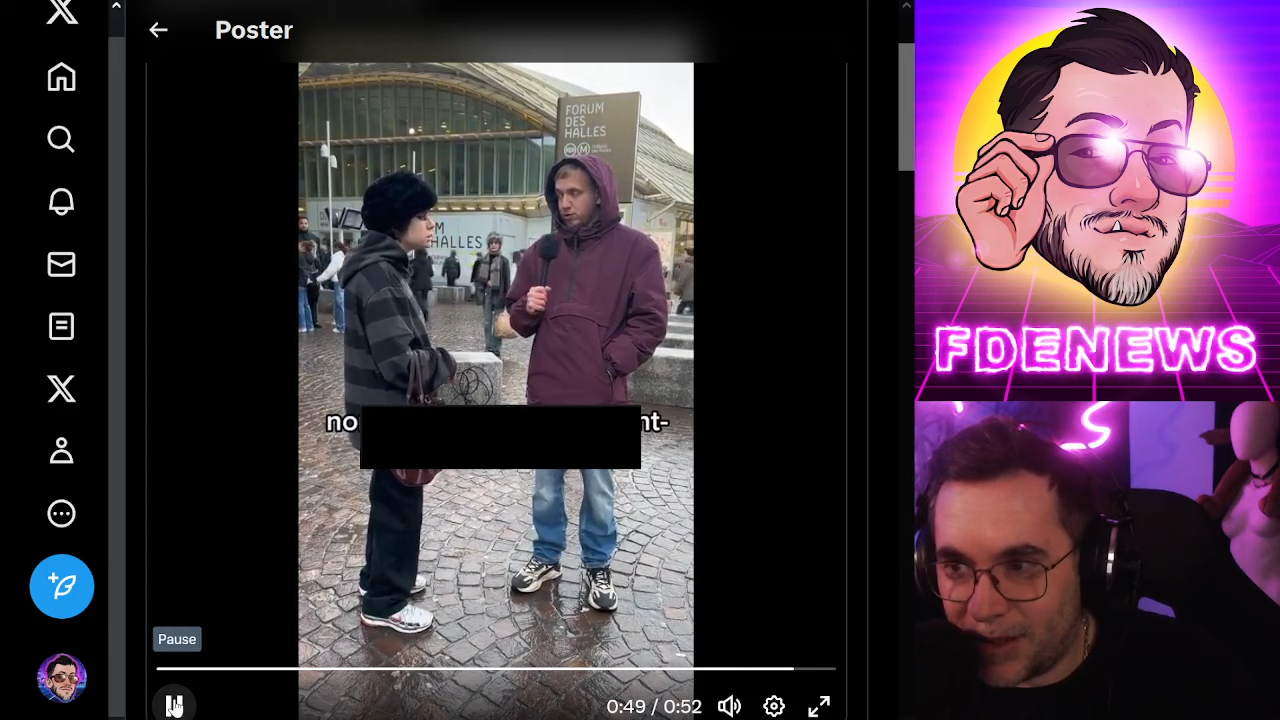 Poster
FORUM
DES
HALLES
M
HALLES
no
nt-
Pause
0:49 / 0:52
FDENEWS